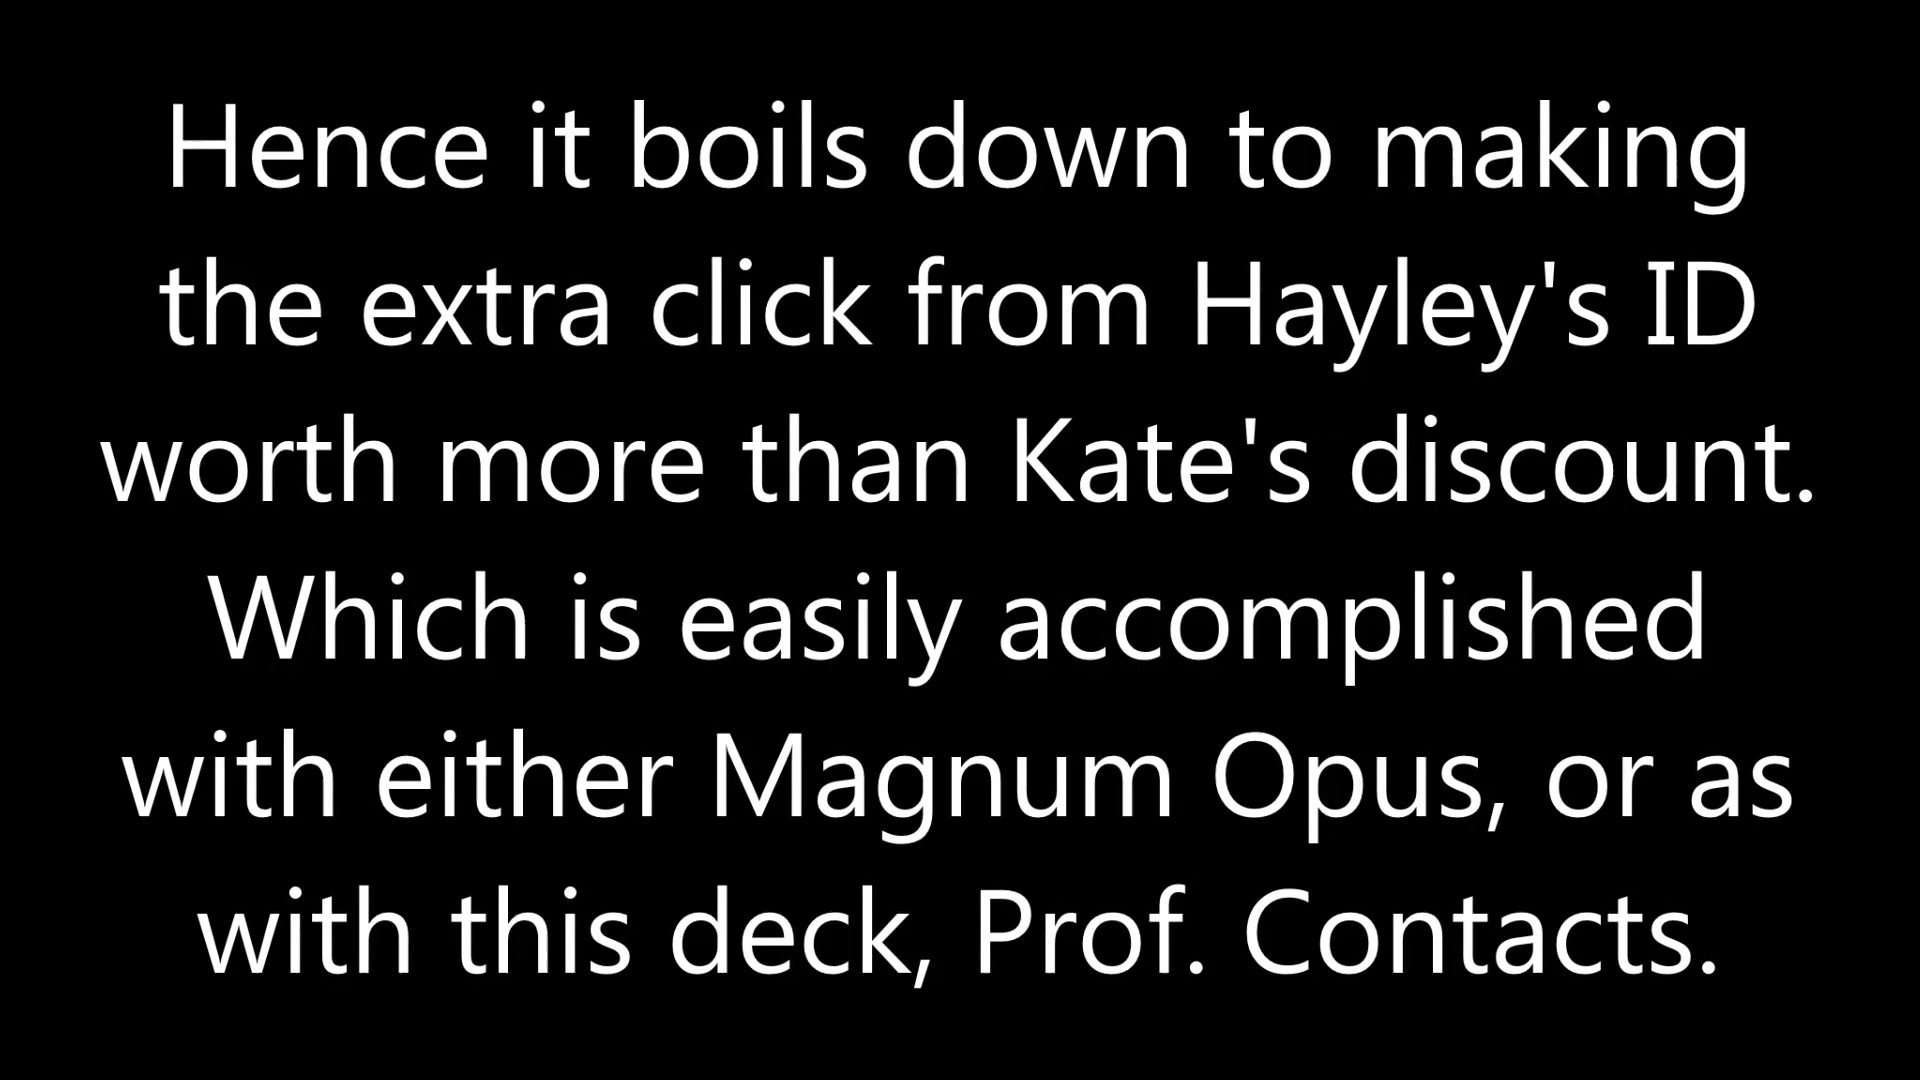 Hence it boils down to making
the extra click from Hayley's ID
worth more than Kate's discount.
Which is easily accomplished
with either Magnum Opus, or as
with this deck, Prof. Contacts.